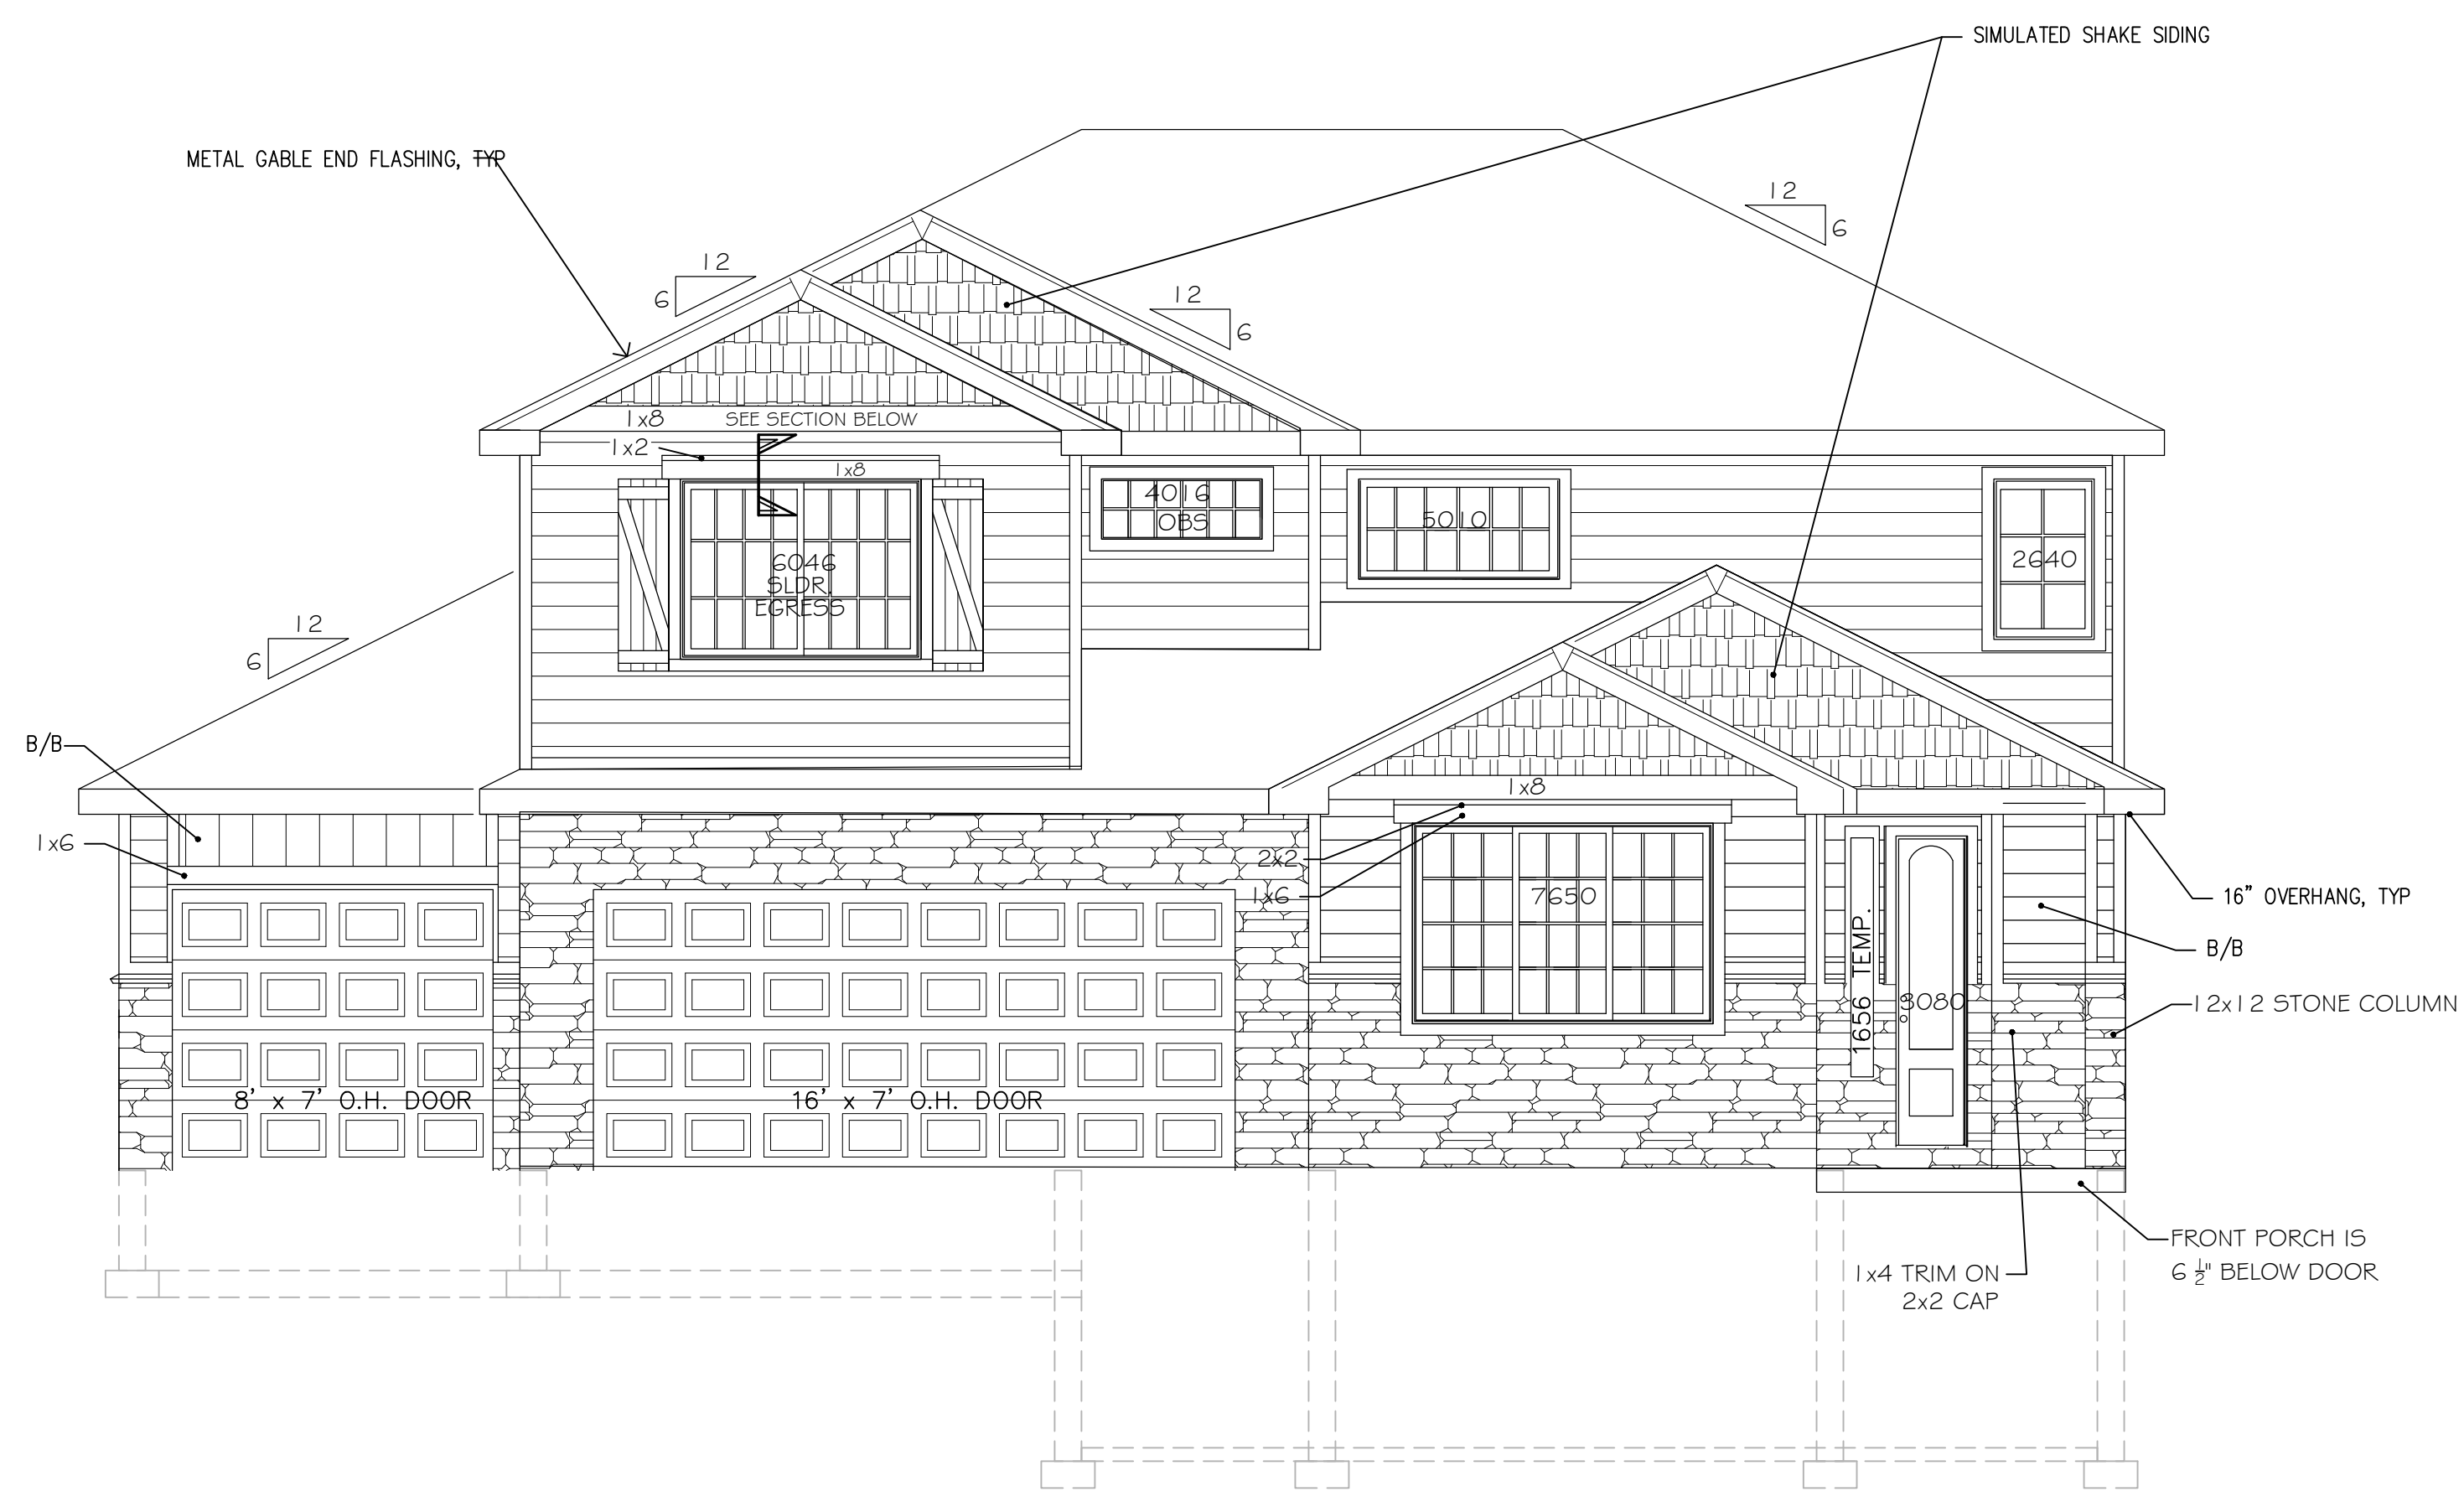 SIMULATED SHAKE SIDING
METAL GABLE END FLASHING, TYP
12
6
12
6
12
6
1x8
SEE SECTION BELOW
1x2
1x8
4016
OBS
5010
2640
6046
SLDR.
EGRESS
12
6
B/B
1x8
1x6
2x2
1x6
7650
16" OVERHANG, TYP
B/B
1656 TEMP.
3080
12x12 STONE COLUMN
8' x 7' O.H. DOOR
16' x 7' O.H. DOOR
FRONT PORCH IS
6 ½" BELOW DOOR
1x4 TRIM ON
2x2 CAP